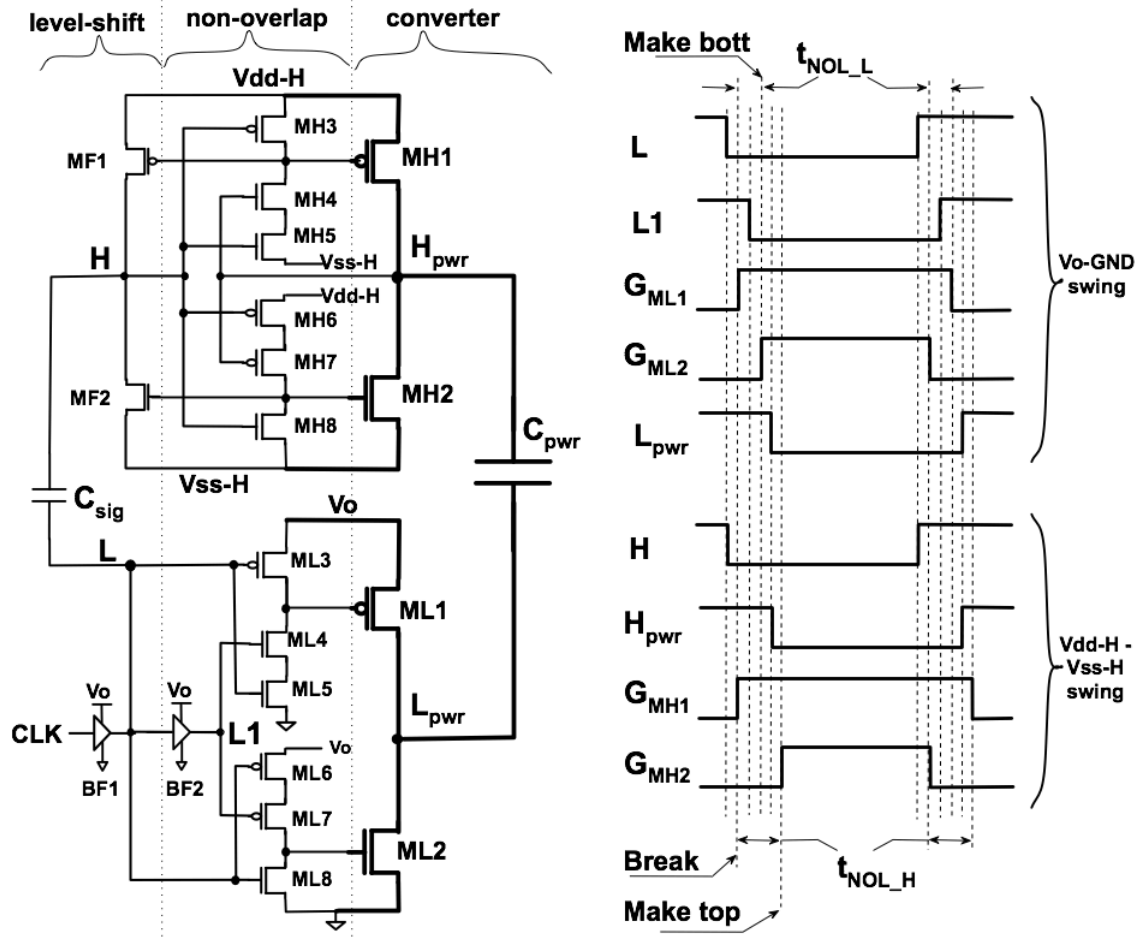 level-shift
non-overlap
converter
Vdd-H
MH3
MF1
MH1
MH4
MH5
H
Vss-H
Hpwr
Vdd-H
MH6
MH7
MF2
MH2
MH8
Cpwr
Vss-H
Csig
Vo
L
ML3
ML1
ML4
ML5
Lpwr
Vo
Vo
CLK
L1
Vo
BF1
BF2
ML6
ML7
ML2
ML8
Make bott
tNOL_L
L
L1
GML1
GML2
Lpwr
Vo-GND
swing
H
Hpwr
GMH1
GMH2
Vdd-H -
Vss-H
swing
Break
tNOL_H
Make top